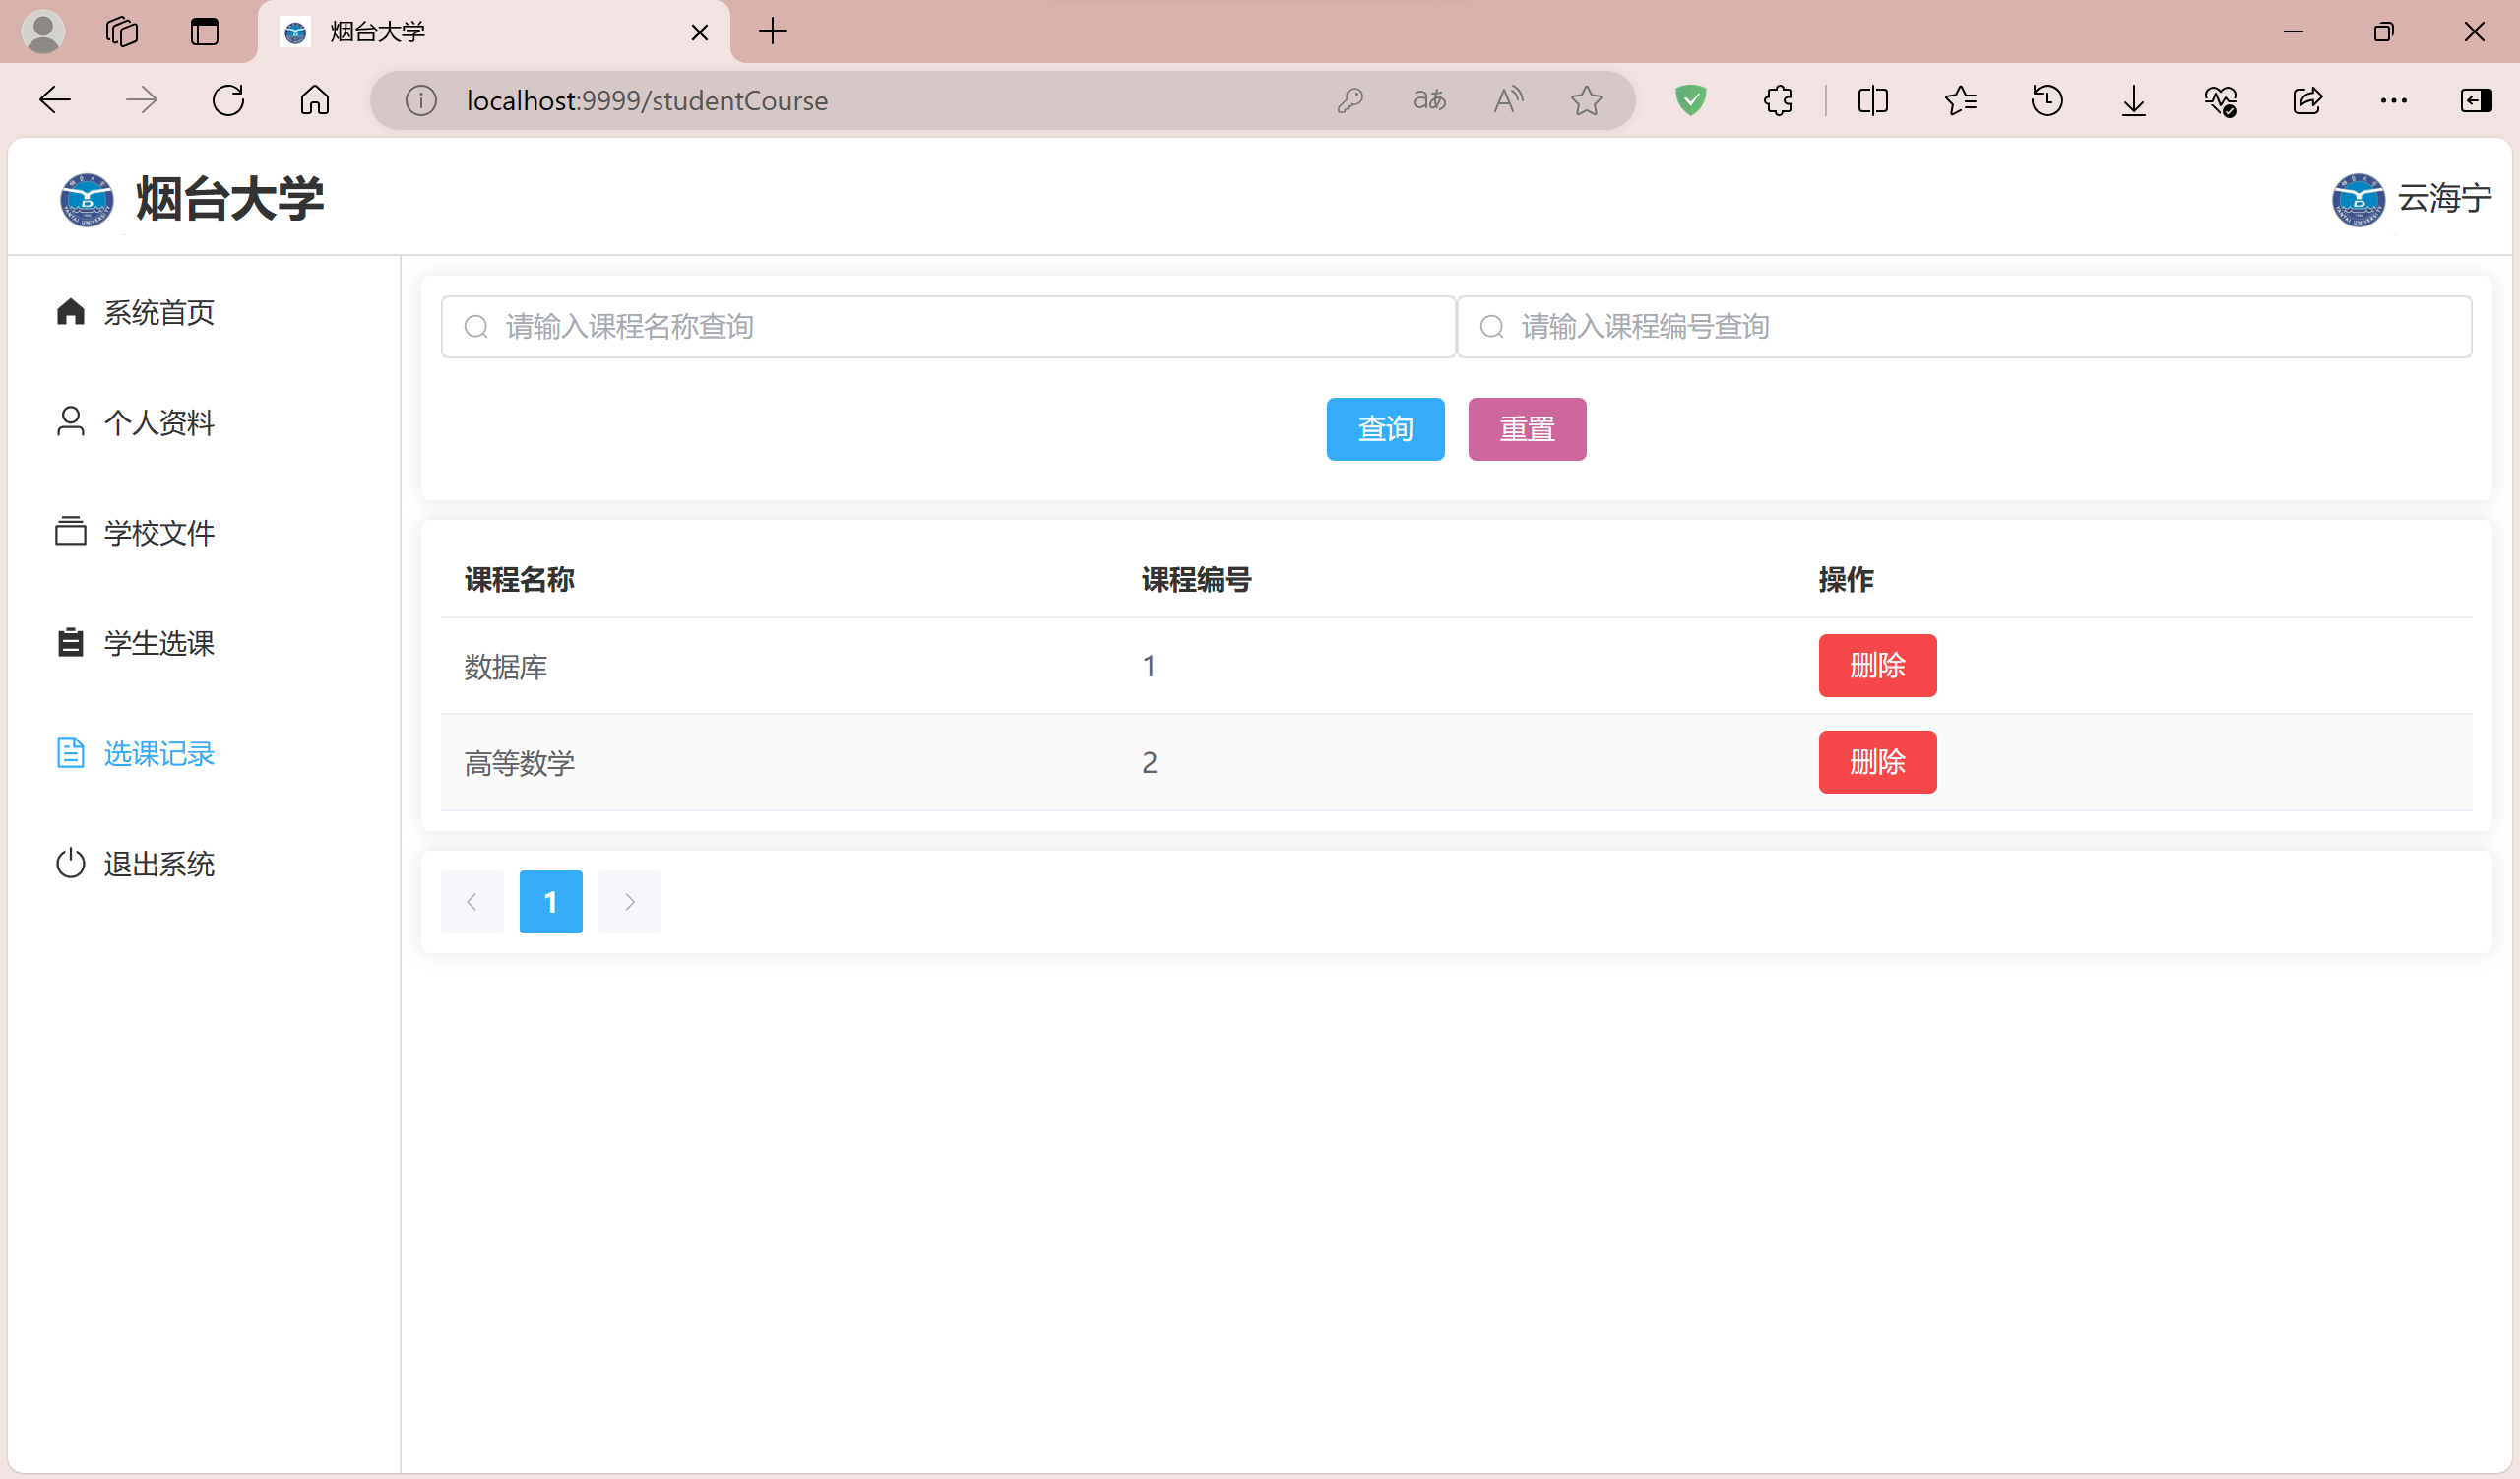 烟台大学
localhost:9999/studentCourse
烟台大学
云海宁
系统首页
个人资料
学校文件
学生选课
选课记录
退出系统
请输入课程名称查询
请输入课程编号查询
查询
重置
课程名称 课程编号 操作
数据库 1 删除
高等数学 2 删除
1